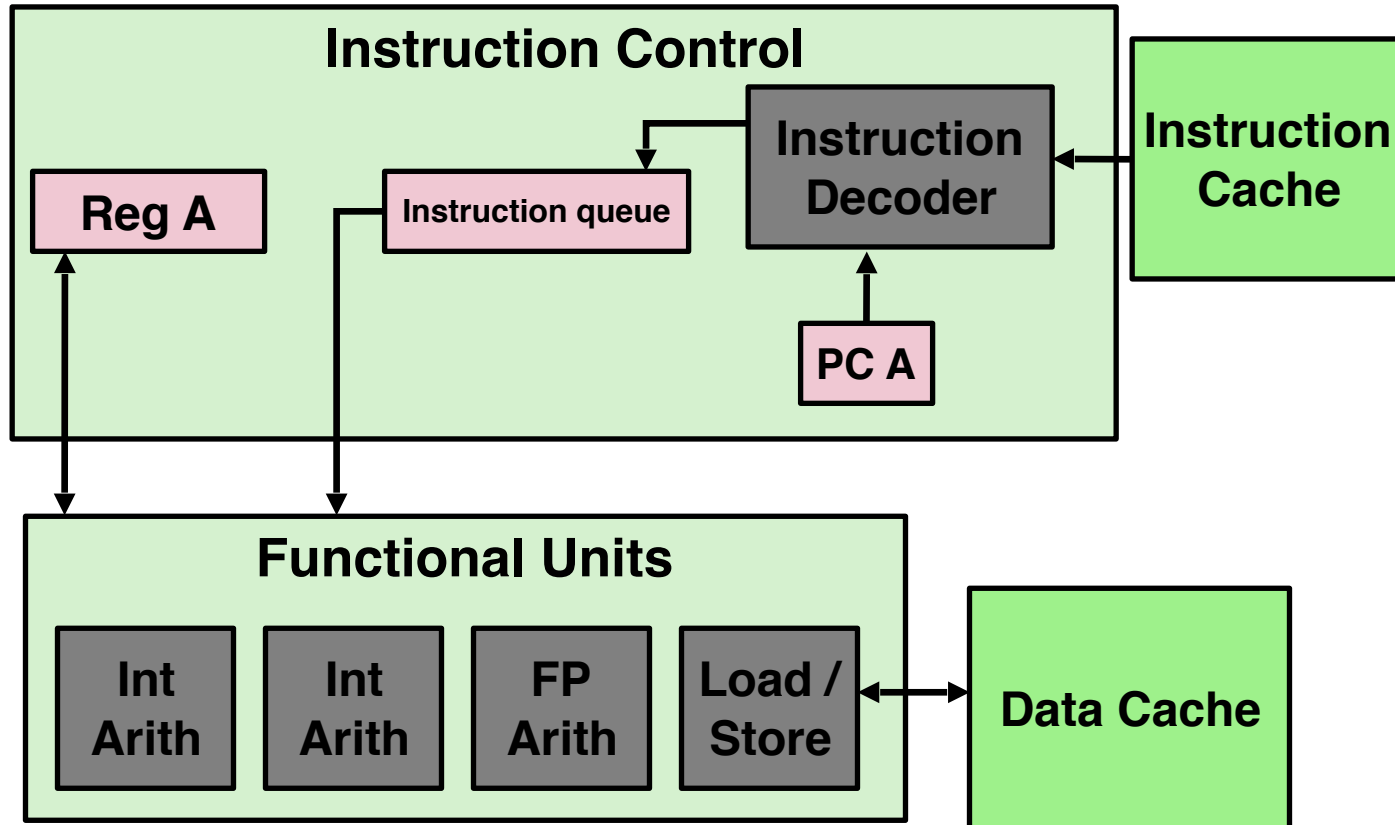 Instruction Control
Instruction
Decoder
Instruction
Cache
Reg A
Instruction queue
PC A
Functional Units
Int
Arith
Int
Arith
FP
Arith
Load /
Store
Data Cache